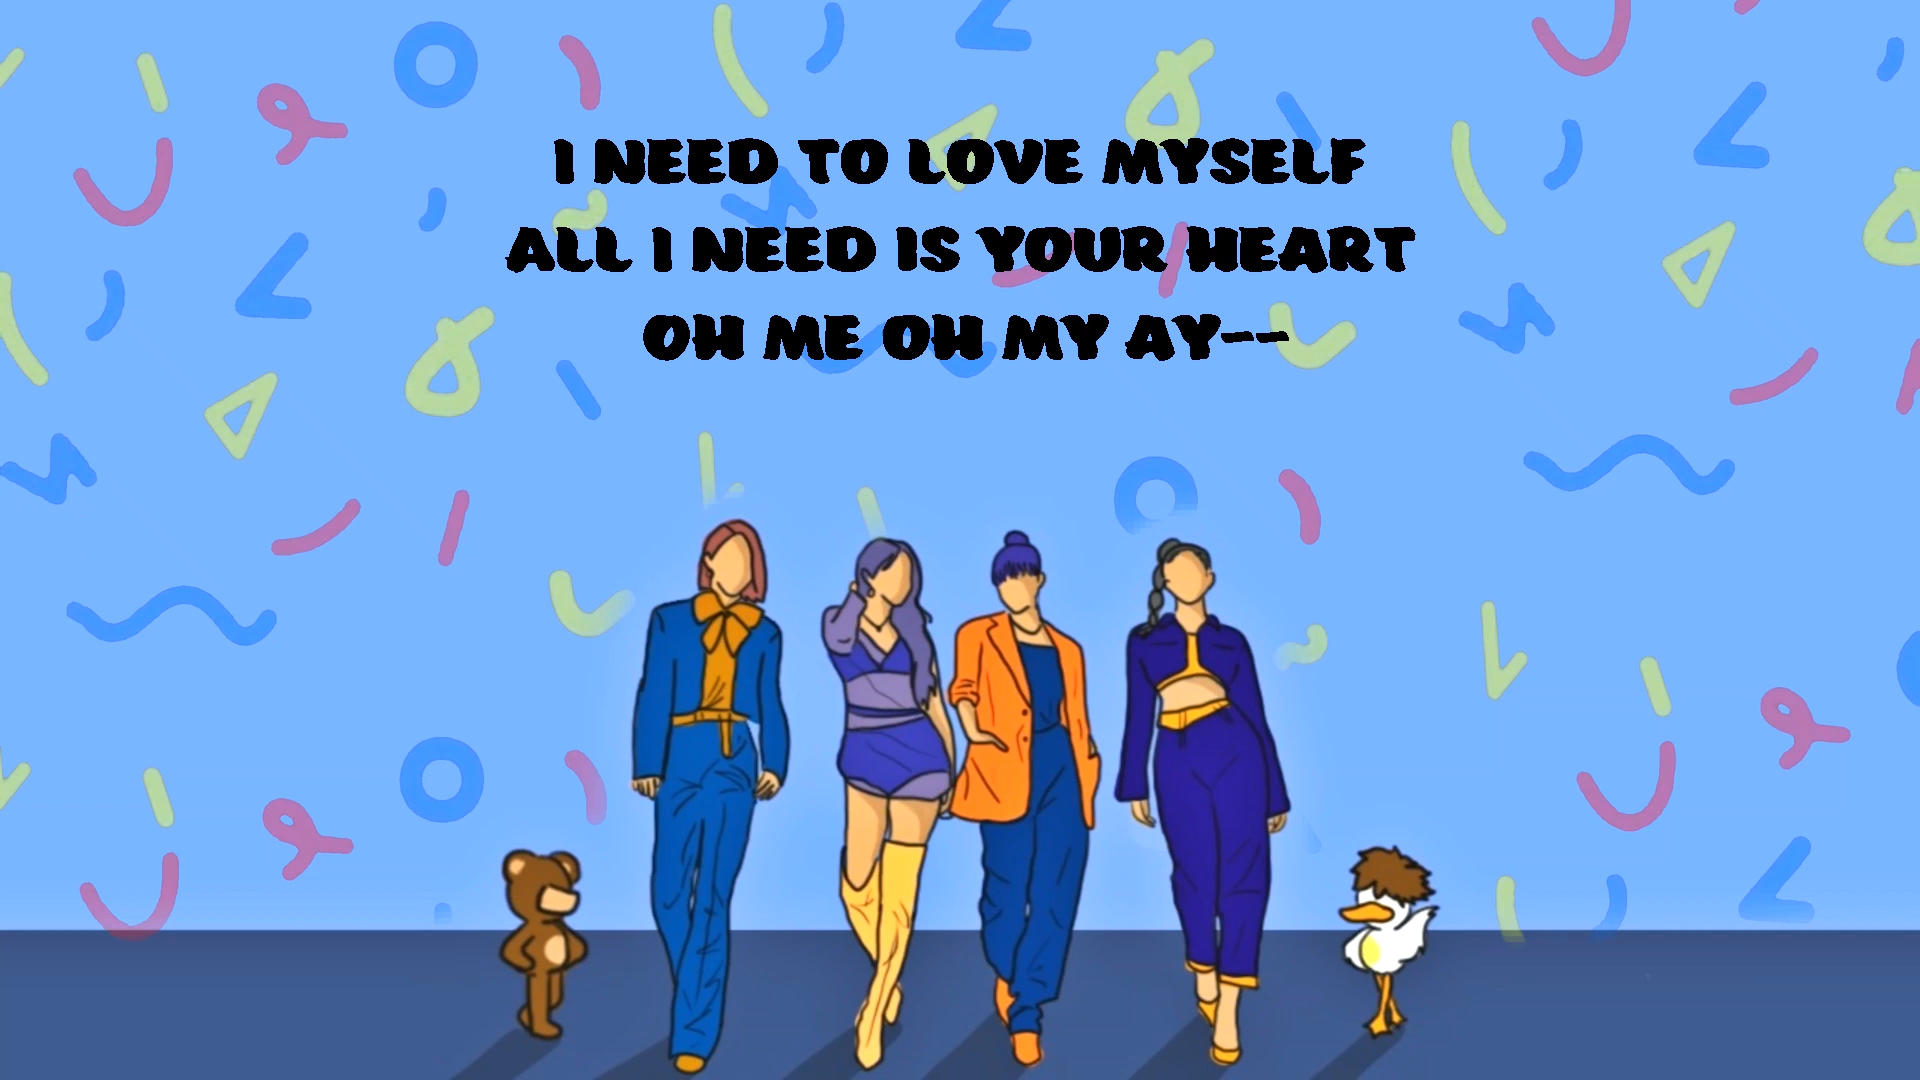 I NEED TO LOVE MYSELF
ALL I NEED IS YOUR HEART
OH ME OH MY AY--